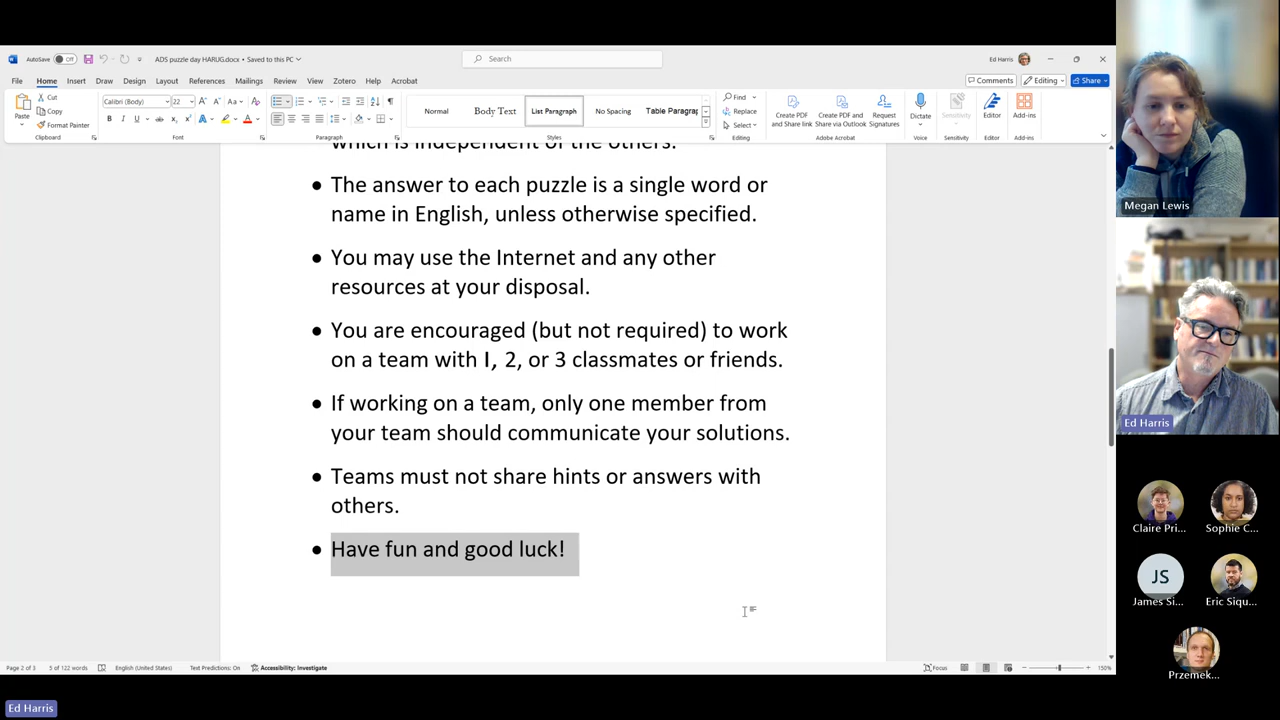 AutoSave Off
ADS puzzle day HARUG.docx • Saved to this PC
Search
Ed Harris
File Home Insert Draw Design Layout References Mailings Review View Zotero Help Acrobat
Comments Editing Share
Paste
Cut
Copy
Format Painter
Clipboard
Calibri (Body) 22
Font
Paragraph
Normal Body Text List Paragraph No Spacing Table Paragrap
Styles
Find
Replace
Select
Editing
Create PDF and Share link
Create PDF and Share via Outlook
Request Signatures
Adobe Acrobat
Dictate
Voice
Sensitivity
Sensitivity
Editor
Editor
Add-ins
Add-ins
which is independent of the others.
• The answer to each puzzle is a single word or
name in English, unless otherwise specified.
• You may use the Internet and any other
resources at your disposal.
• You are encouraged (but not required) to work
on a team with I, 2, or 3 classmates or friends.
• If working on a team, only one member from
your team should communicate your solutions.
• Teams must not share hints or answers with
others.
• Have fun and good luck!
Page 2 of 3 5 of 122 words English (United States) Text Predictions: On Accessibility: Investigate
Focus 150%
Megan Lewis
Ed Harris
Claire Pri...
Sophie C...
JS
James Si...
Eric Siqu...
Przemek...
Ed Harris